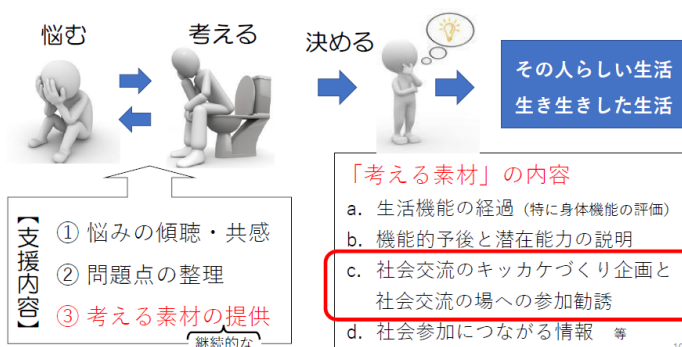 悩む
考える
決める
その人らしい生活
生き生きした生活
【支援内容】
① 悩みの傾聴・共感
② 問題点の整理
③ 考える素材の提供
継続的な
「考える素材」の内容
a. 生活機能の経過（特に身体機能の評価）
b. 機能的予後と潜在能力の説明
c. 社会交流のキッカケづくり企画と
社会交流の場への参加勧誘
d. 社会参加につながる情報 等